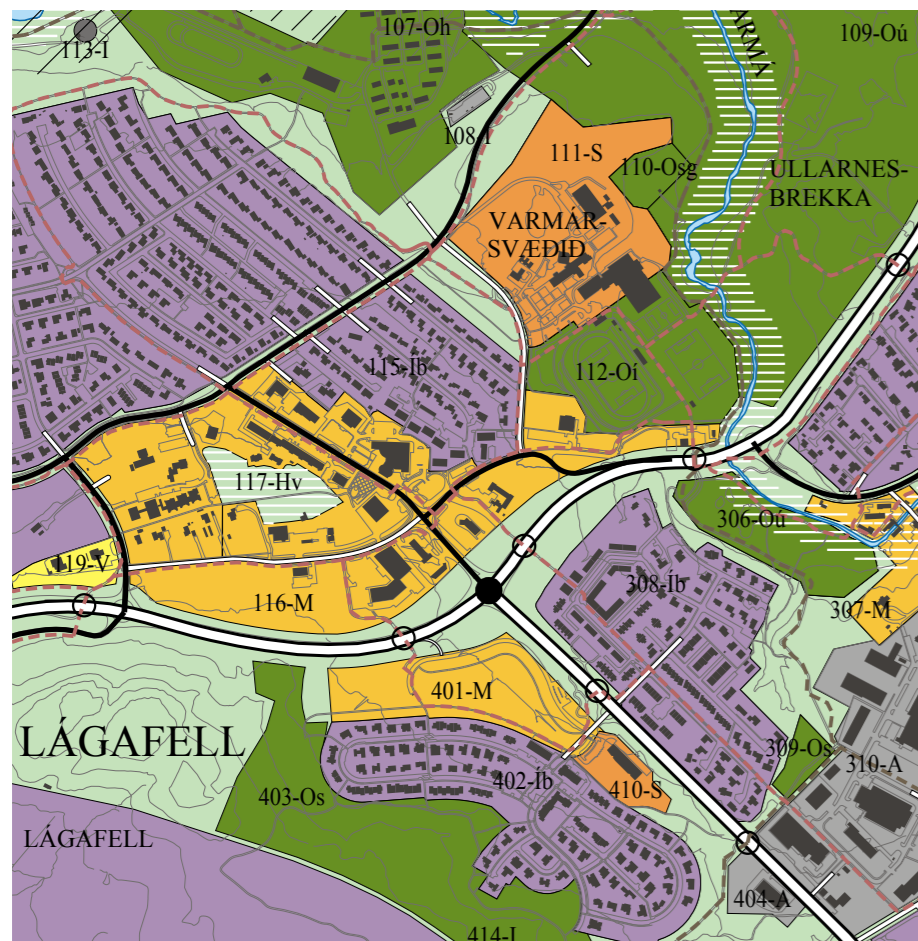 107-Oh
ARMÁ
109-Oú
113-I
108-I
111-S
110-Osg
ULLARNES-
BREKKA
VARMÁR-
SVÆÐIÐ
115-Íb
112-Oí
117-Hv
306-Oú
119-V
308-Íb
116-M
307-M
401-M
LÁGAFELL
309-Os
310-A
402-Íb
403-Os
410-S
LÁGAFELL
404-A
414-I